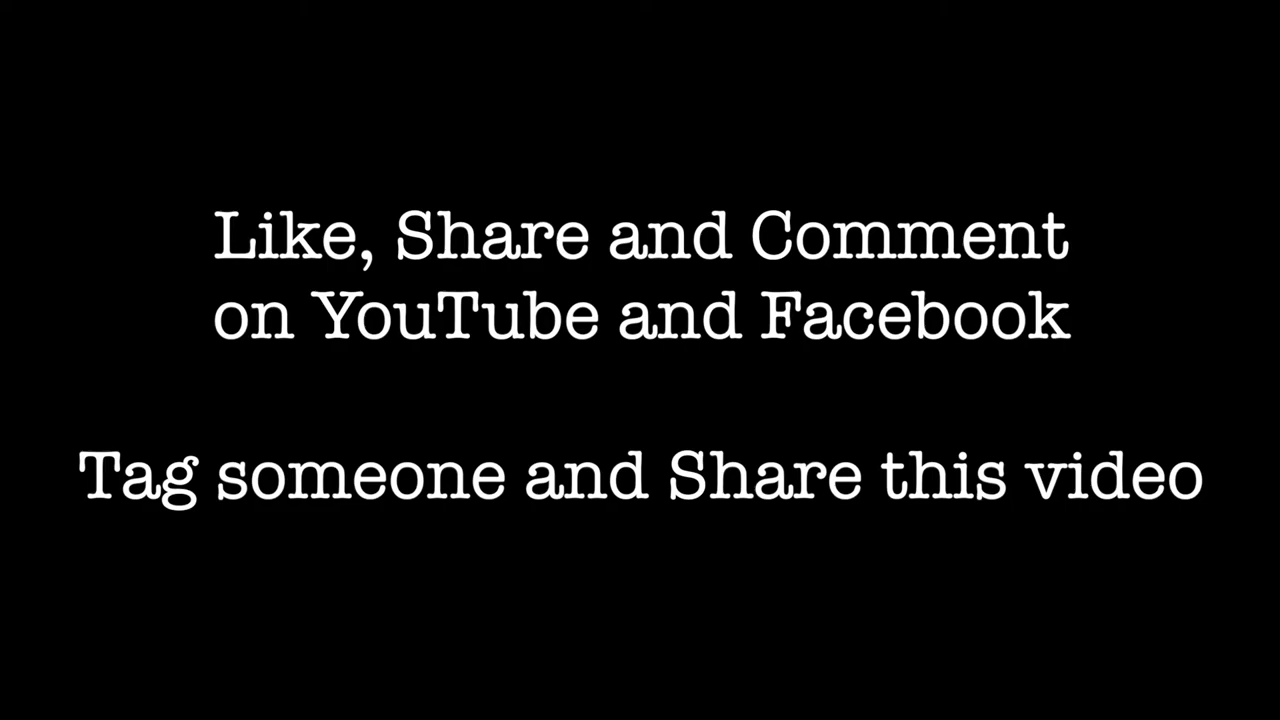 Like, Share and Comment
on YouTube and Facebook
Tag someone and Share this video